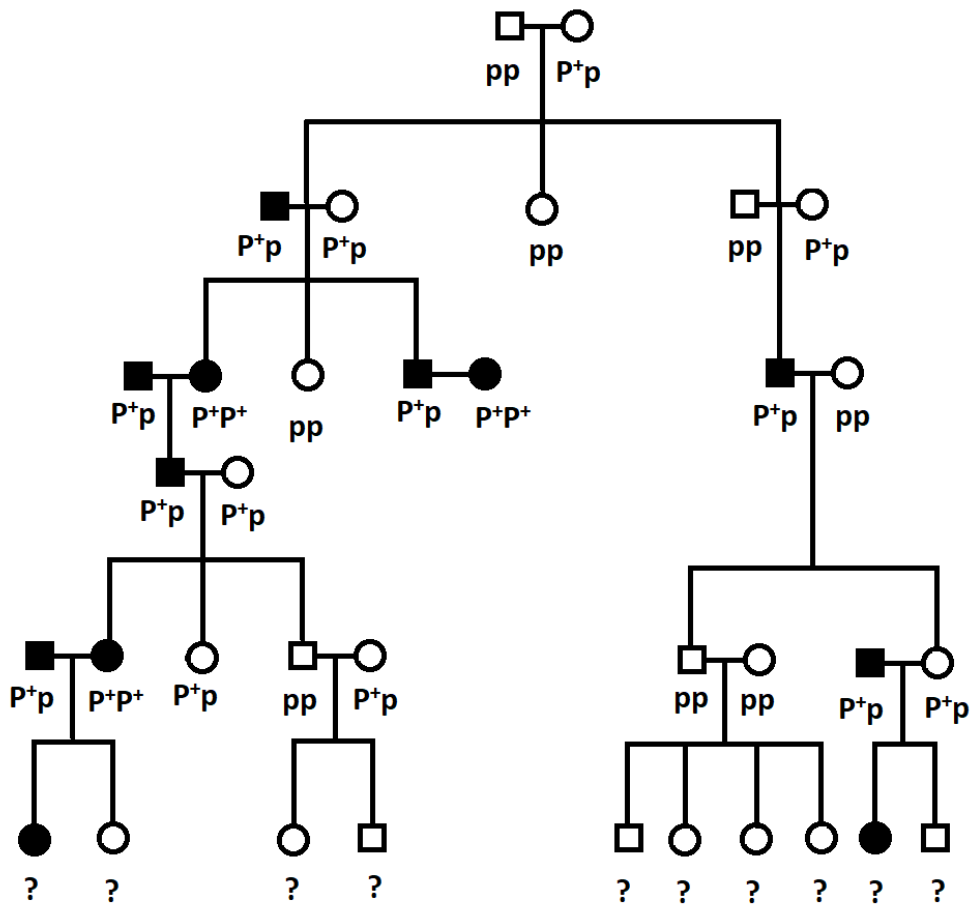 pp P⁺p
P⁺p P⁺p pp pp P⁺p
P⁺p P⁺P⁺ pp P⁺p P⁺P⁺ P⁺p pp
P⁺p P⁺p
P⁺p P⁺P⁺ P⁺p pp P⁺p pp pp P⁺p P⁺p
? ? ? ? ? ? ? ? ? ?